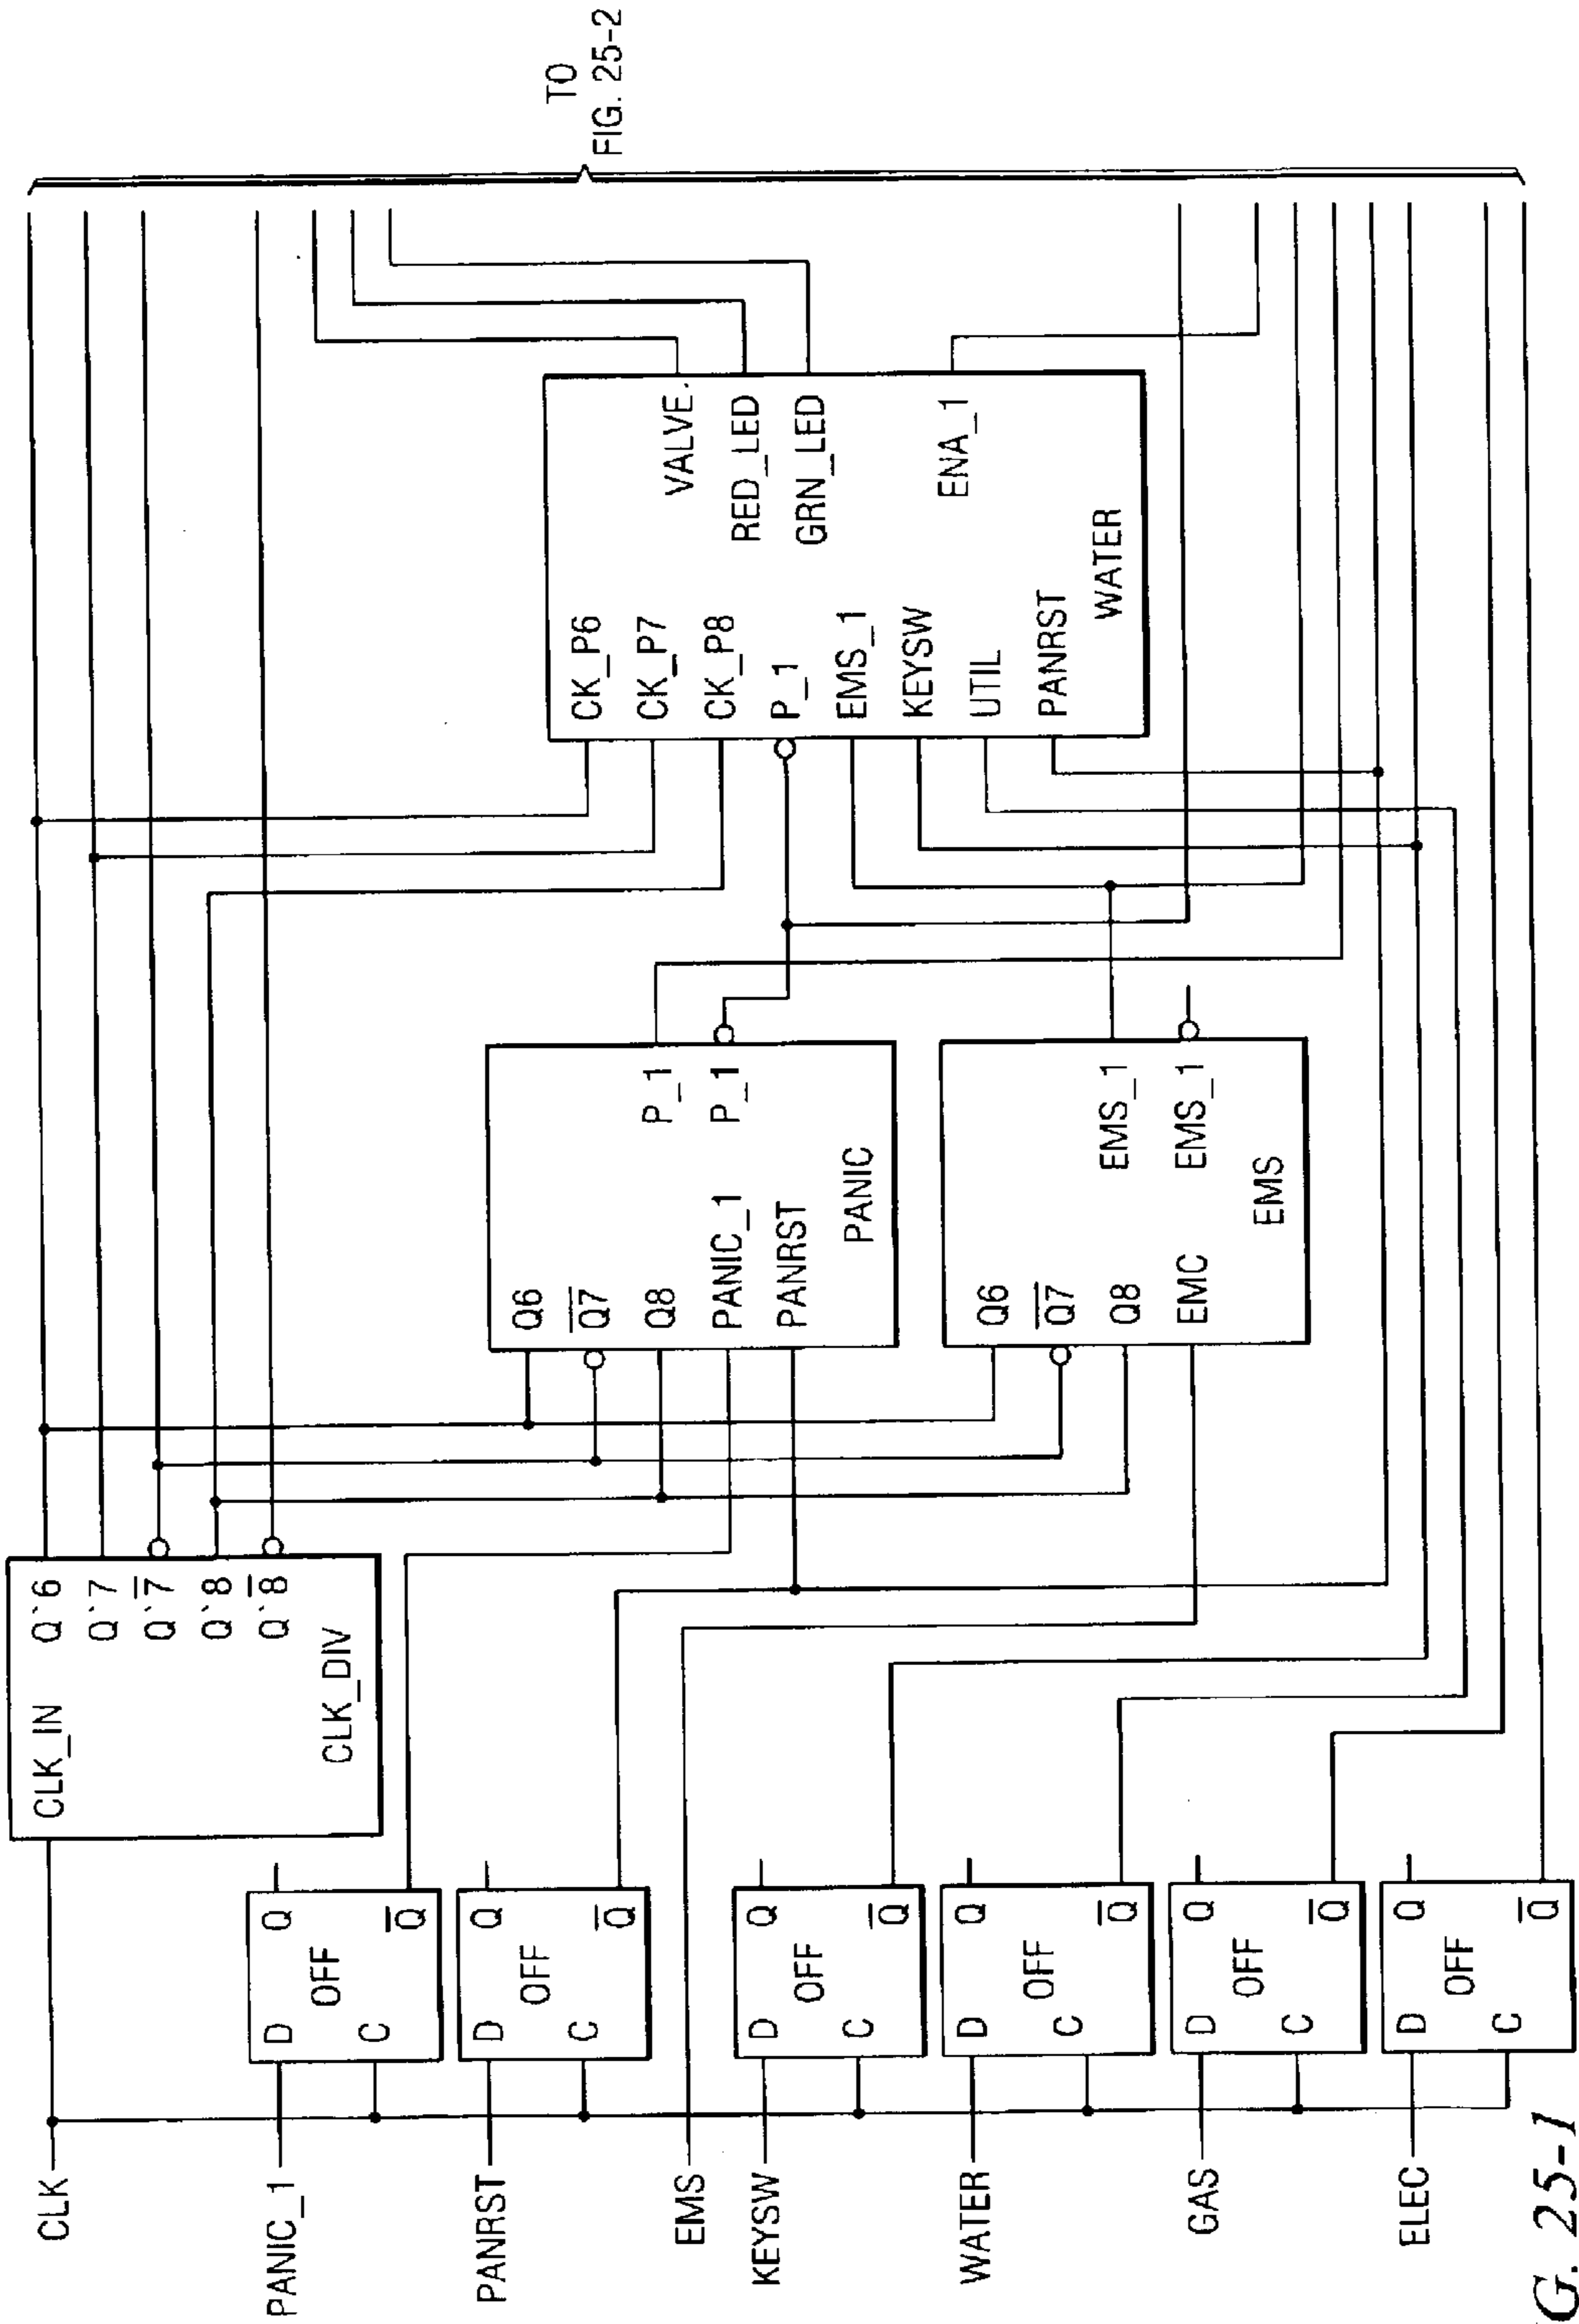 CLK
PANIC_1
PANRST
EMS
KEYSW
WATER
GAS
ELEC
CLK_IN
Q`6
Q`7
Q`7̅
Q`8
Q`8̅
CLK_DIV
D
Q
OFF
C
Q̅
D
Q
OFF
C
Q̅
D
Q
OFF
C
Q̅
D
Q
OFF
C
Q̅
D
Q
OFF
C
Q̅
D
Q
OFF
C
Q̅
Q6
Q̅7̅
Q8
PANIC_1
PANRST
P_1
P_1
PANIC
Q6
Q̅7̅
Q8
EMC
EMS_1
EMS_1
EMS
CK_P6
CK_P7
CK_P8
P_1
EMS_1
KEYSW
UTIL
PANRST
VALVE.
RED_LED
GRN_LED
ENA_1
WATER
TO
FIG. 25-2
G. 25-1